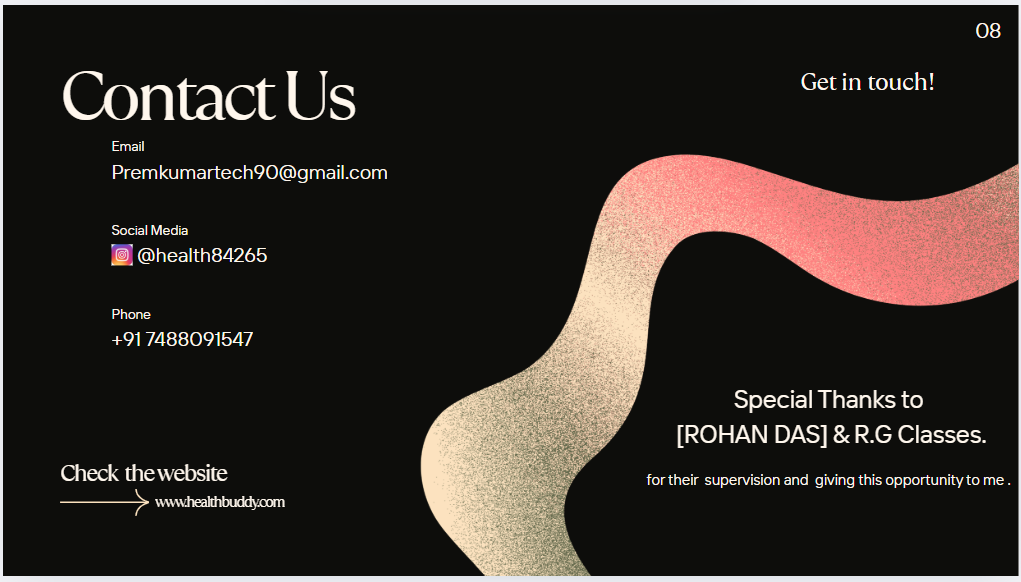 08
Contact Us
Get in touch!
Email
Premkumartech90@gmail.com
Social Media
@health84265
Phone
+91 7488091547
Special Thanks to
[ROHAN DAS] & R.G Classes.
for their supervision and giving this opportunity to me .
Check the website
www.healthbuddy.com